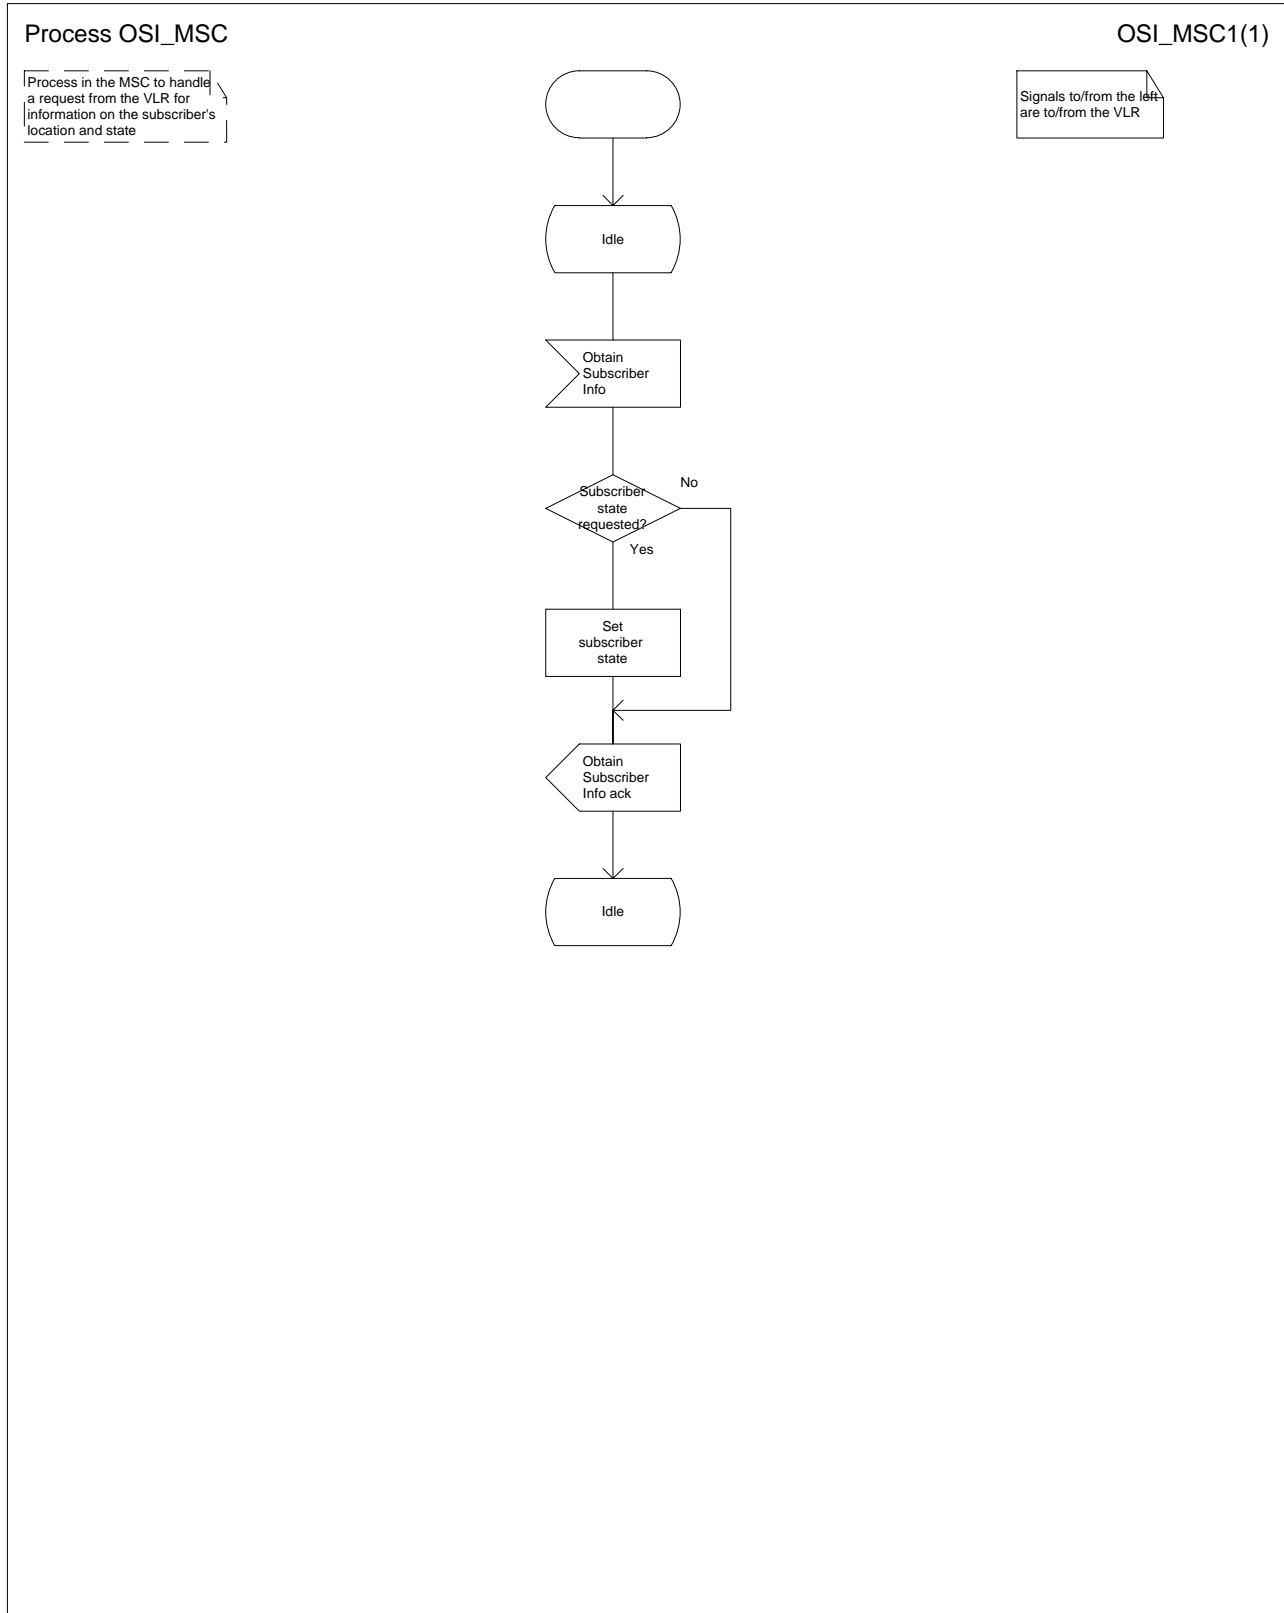 Process OSI_MSC
OSI_MSC1(1)
Process in the MSC to handle
a request from the VLR for
information on the subscriber's
location and state
Signals to/from the left
are to/from the VLR
Idle
Obtain
Subscriber
Info
Subscriber
state
requested?
No
Yes
Set
subscriber
state
Obtain
Subscriber
Info ack
Idle